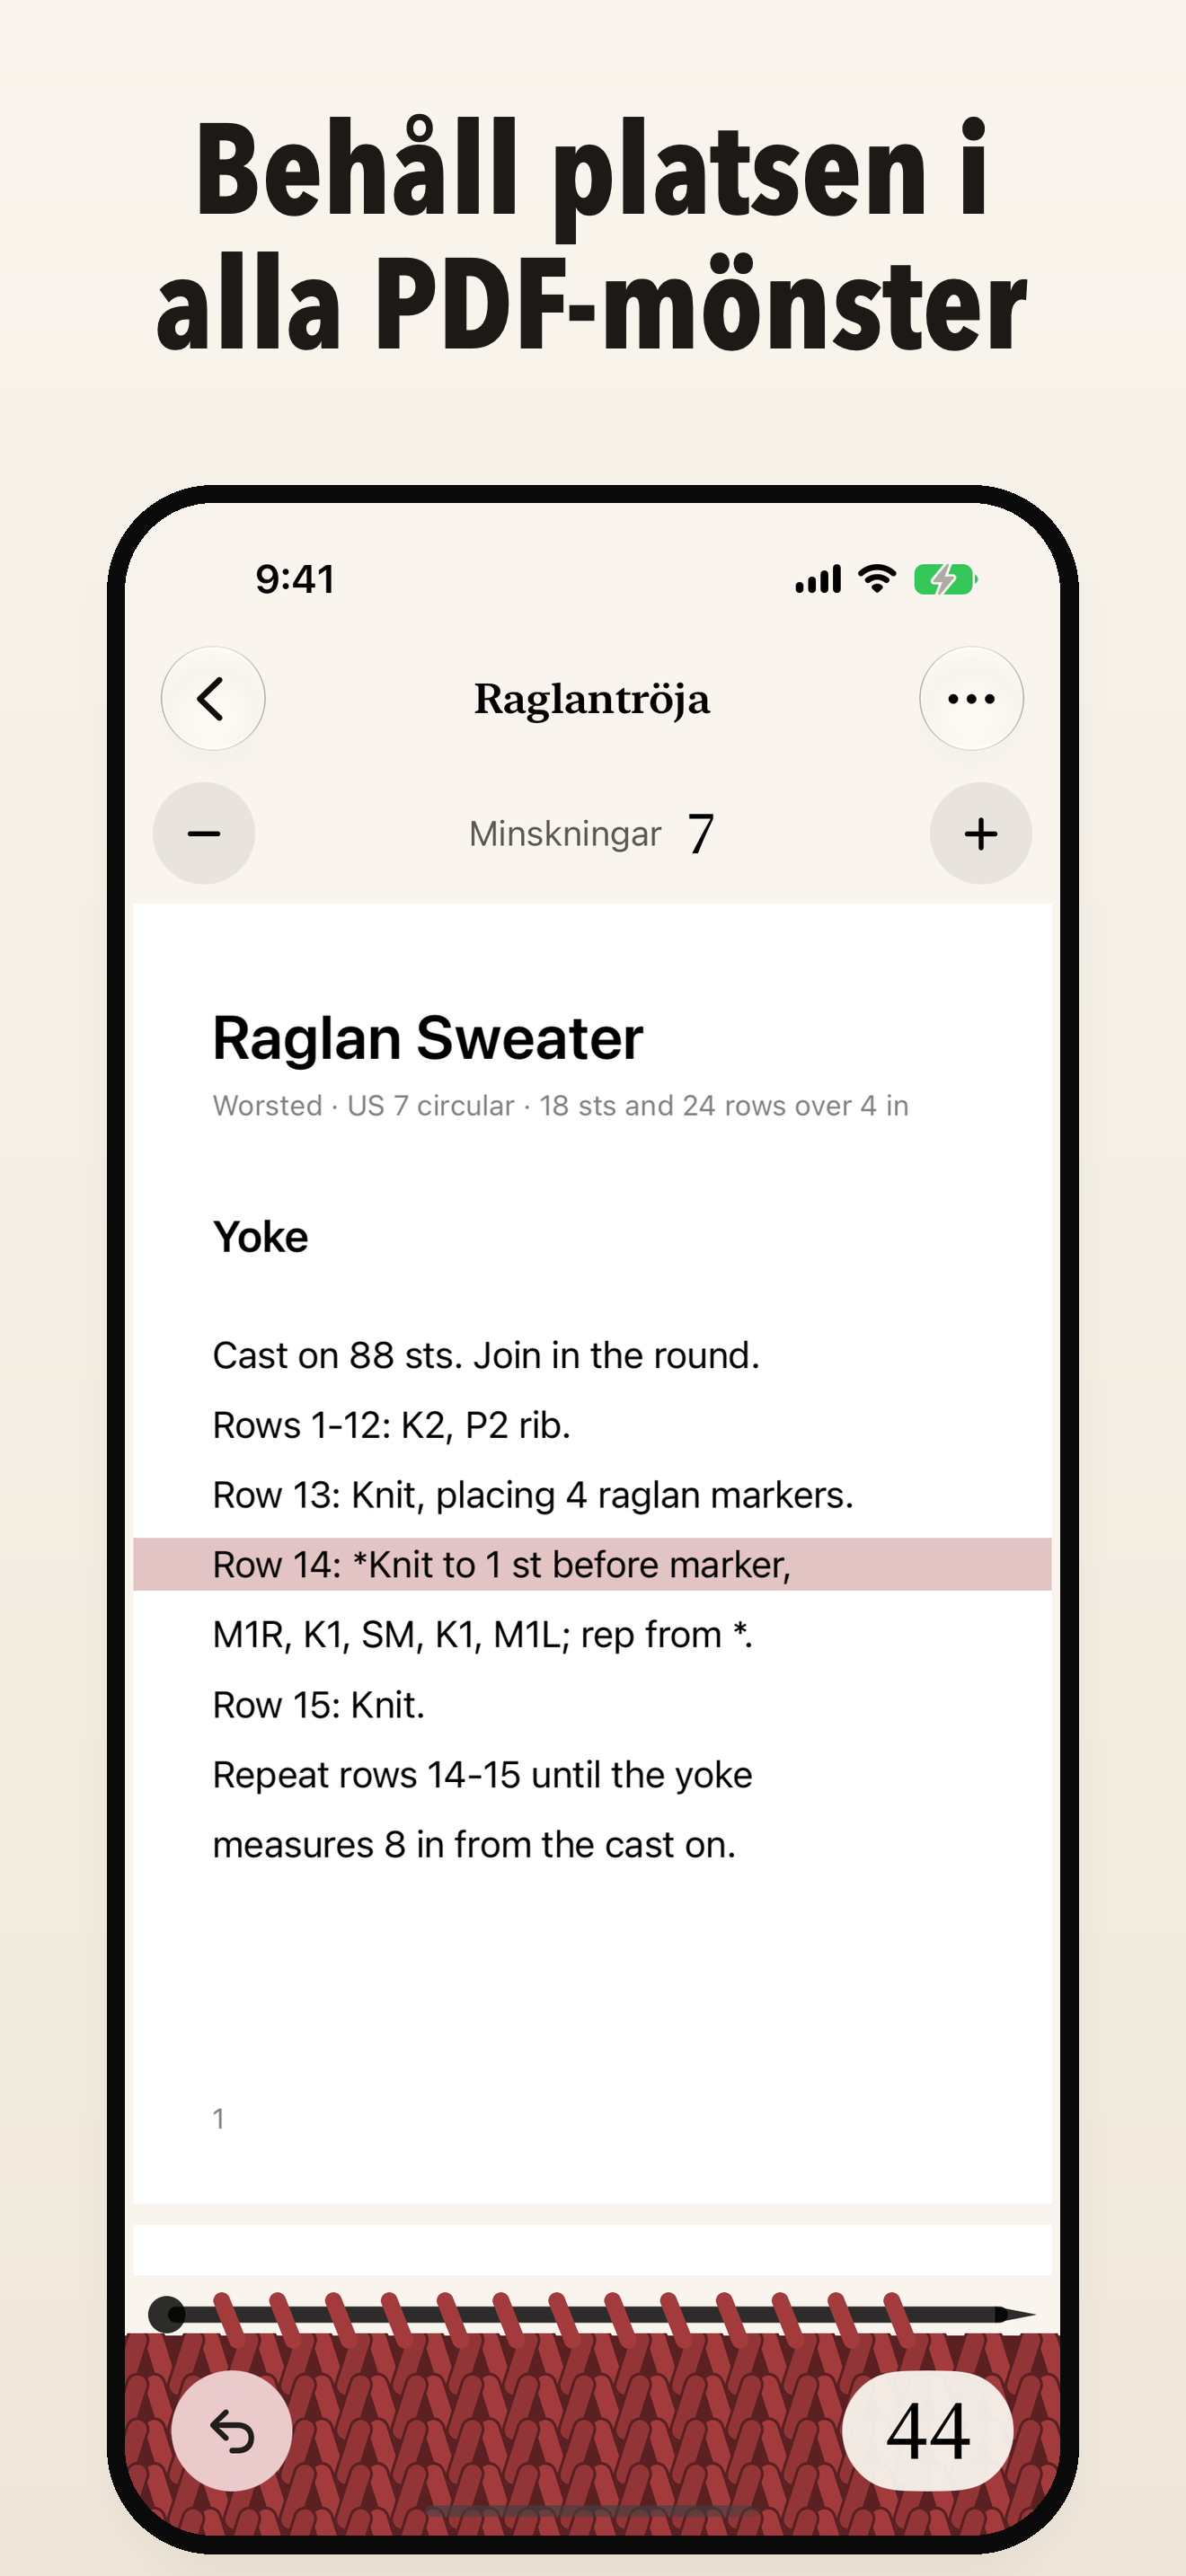 Behåll platsen i
alla PDF-mönster
9:41
Raglantröja
Minskningar 7
Raglan Sweater
Worsted · US 7 circular · 18 sts and 24 rows over 4 in
Yoke
Cast on 88 sts. Join in the round.
Rows 1-12: K2, P2 rib.
Row 13: Knit, placing 4 raglan markers.
Row 14: *Knit to 1 st before marker,
M1R, K1, SM, K1, M1L; rep from *.
Row 15: Knit.
Repeat rows 14-15 until the yoke
measures 8 in from the cast on.
1
44